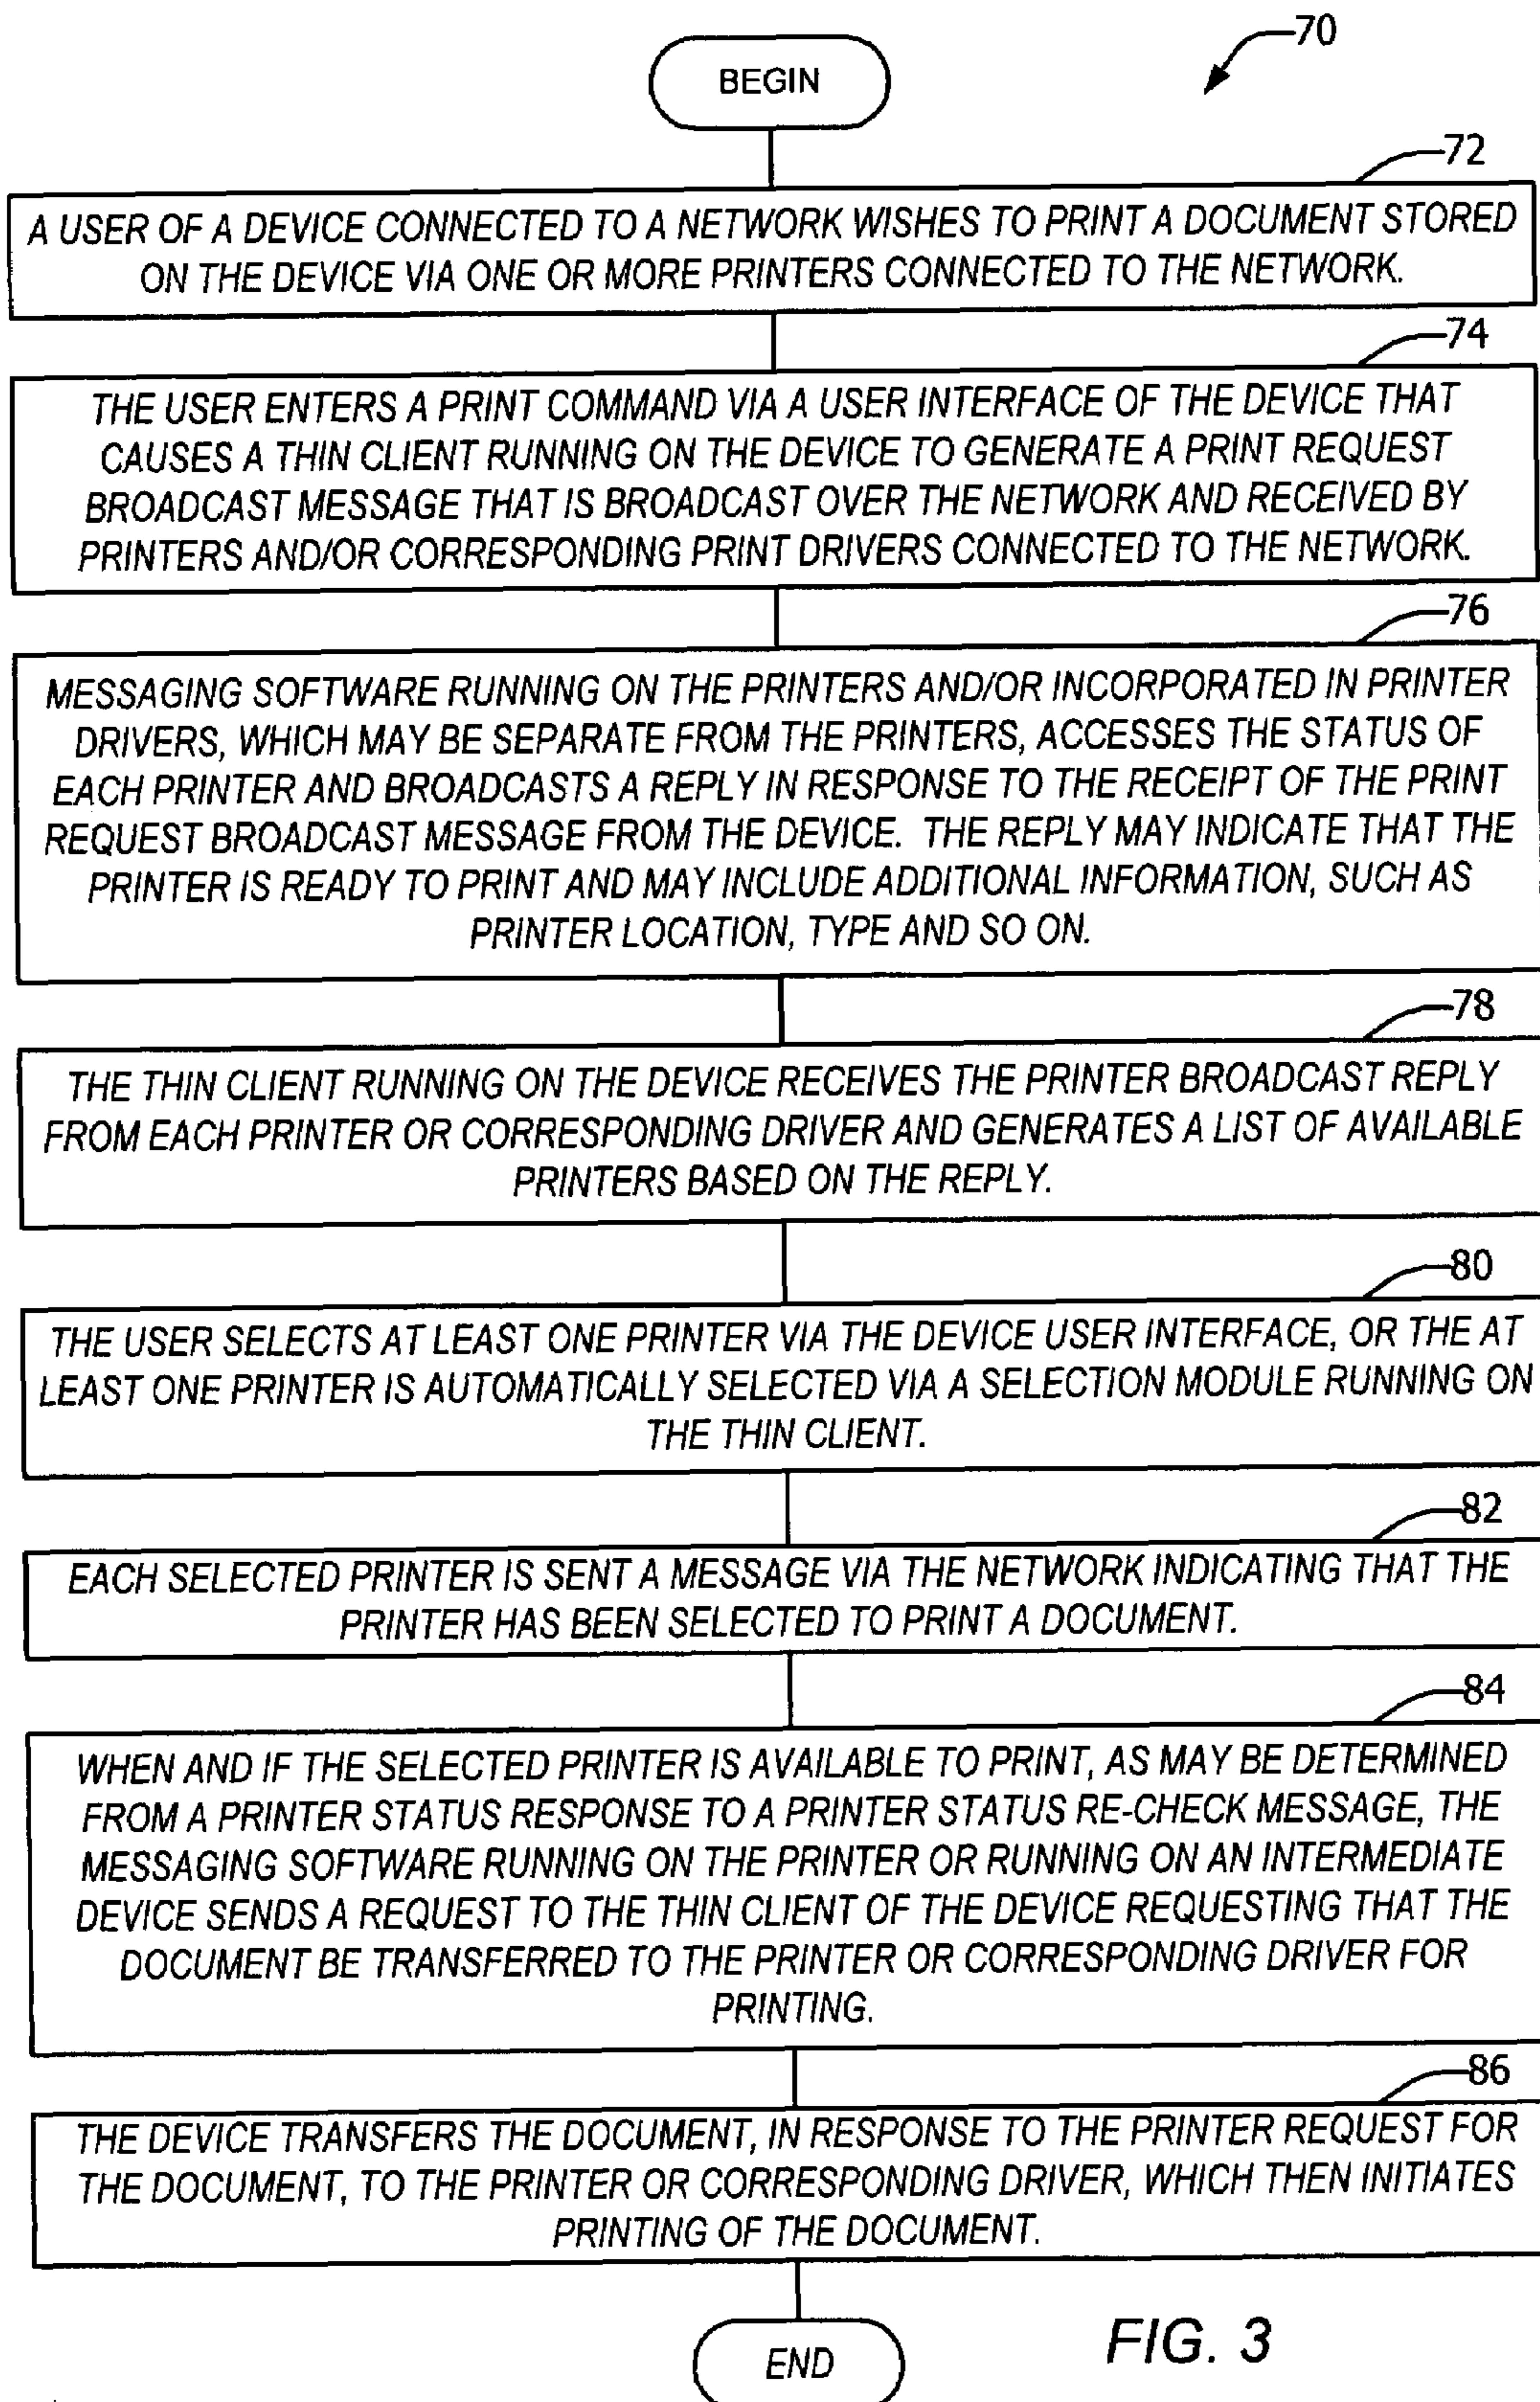 70
BEGIN
72
A USER OF A DEVICE CONNECTED TO A NETWORK WISHES TO PRINT A DOCUMENT STORED
ON THE DEVICE VIA ONE OR MORE PRINTERS CONNECTED TO THE NETWORK.
74
THE USER ENTERS A PRINT COMMAND VIA A USER INTERFACE OF THE DEVICE THAT
CAUSES A THIN CLIENT RUNNING ON THE DEVICE TO GENERATE A PRINT REQUEST
BROADCAST MESSAGE THAT IS BROADCAST OVER THE NETWORK AND RECEIVED BY
PRINTERS AND/OR CORRESPONDING PRINT DRIVERS CONNECTED TO THE NETWORK.
76
MESSAGING SOFTWARE RUNNING ON THE PRINTERS AND/OR INCORPORATED IN PRINTER
DRIVERS, WHICH MAY BE SEPARATE FROM THE PRINTERS, ACCESSES THE STATUS OF
EACH PRINTER AND BROADCASTS A REPLY IN RESPONSE TO THE RECEIPT OF THE PRINT
REQUEST BROADCAST MESSAGE FROM THE DEVICE. THE REPLY MAY INDICATE THAT THE
PRINTER IS READY TO PRINT AND MAY INCLUDE ADDITIONAL INFORMATION, SUCH AS
PRINTER LOCATION, TYPE AND SO ON.
78
THE THIN CLIENT RUNNING ON THE DEVICE RECEIVES THE PRINTER BROADCAST REPLY
FROM EACH PRINTER OR CORRESPONDING DRIVER AND GENERATES A LIST OF AVAILABLE
PRINTERS BASED ON THE REPLY.
80
THE USER SELECTS AT LEAST ONE PRINTER VIA THE DEVICE USER INTERFACE, OR THE AT
LEAST ONE PRINTER IS AUTOMATICALLY SELECTED VIA A SELECTION MODULE RUNNING ON
THE THIN CLIENT.
82
EACH SELECTED PRINTER IS SENT A MESSAGE VIA THE NETWORK INDICATING THAT THE
PRINTER HAS BEEN SELECTED TO PRINT A DOCUMENT.
84
WHEN AND IF THE SELECTED PRINTER IS AVAILABLE TO PRINT, AS MAY BE DETERMINED
FROM A PRINTER STATUS RESPONSE TO A PRINTER STATUS RE-CHECK MESSAGE, THE
MESSAGING SOFTWARE RUNNING ON THE PRINTER OR RUNNING ON AN INTERMEDIATE
DEVICE SENDS A REQUEST TO THE THIN CLIENT OF THE DEVICE REQUESTING THAT THE
DOCUMENT BE TRANSFERRED TO THE PRINTER OR CORRESPONDING DRIVER FOR
PRINTING.
86
THE DEVICE TRANSFERS THE DOCUMENT, IN RESPONSE TO THE PRINTER REQUEST FOR
THE DOCUMENT, TO THE PRINTER OR CORRESPONDING DRIVER, WHICH THEN INITIATES
PRINTING OF THE DOCUMENT.
END
FIG. 3